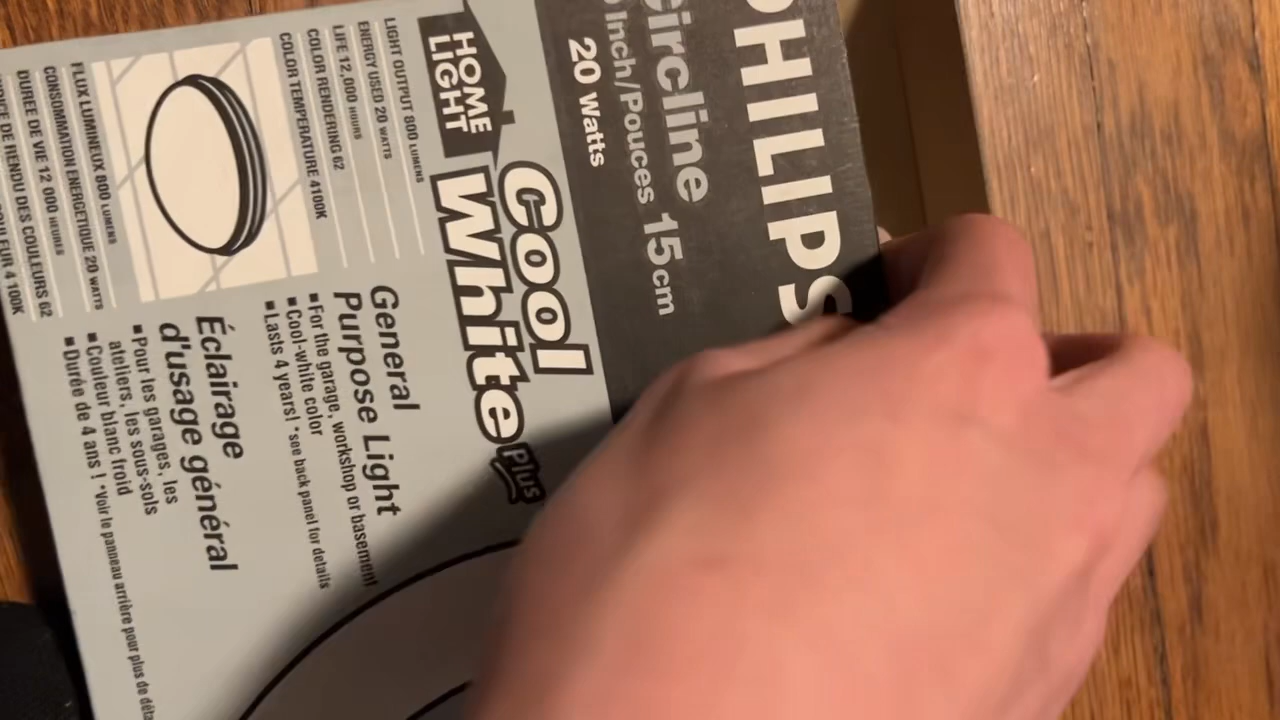 PHILIPS
Circline
Inch/Pouces 15cm
20 Watts
HOME
LIGHT
Cool
White Plus
LIGHT OUTPUT 800 LUMENS
ENERGY USED 20 WATTS
LIFE 12,000 HOURS
COLOR RENDERING 62
COLOR TEMPERATURE 4100K
General
Purpose Light
▪For the garage, workshop or basement
▪Cool-white color
▪Lasts 4 years! *see back panel for details
FLUX LUMINEUX 800 LUMENS
CONSOMMATION ENERGETIQUE 20 WATTS
DUREE DE VIE 12 000 HEURES
DE RENDU DES COULEURS 62
4 100K
Éclairage
d'usage général
▪Pour les garages, les
ateliers, les sous-sols
▪Couleur blanc froid
▪Durée de 4 ans ! *Voir le panneau arrière pour plus de